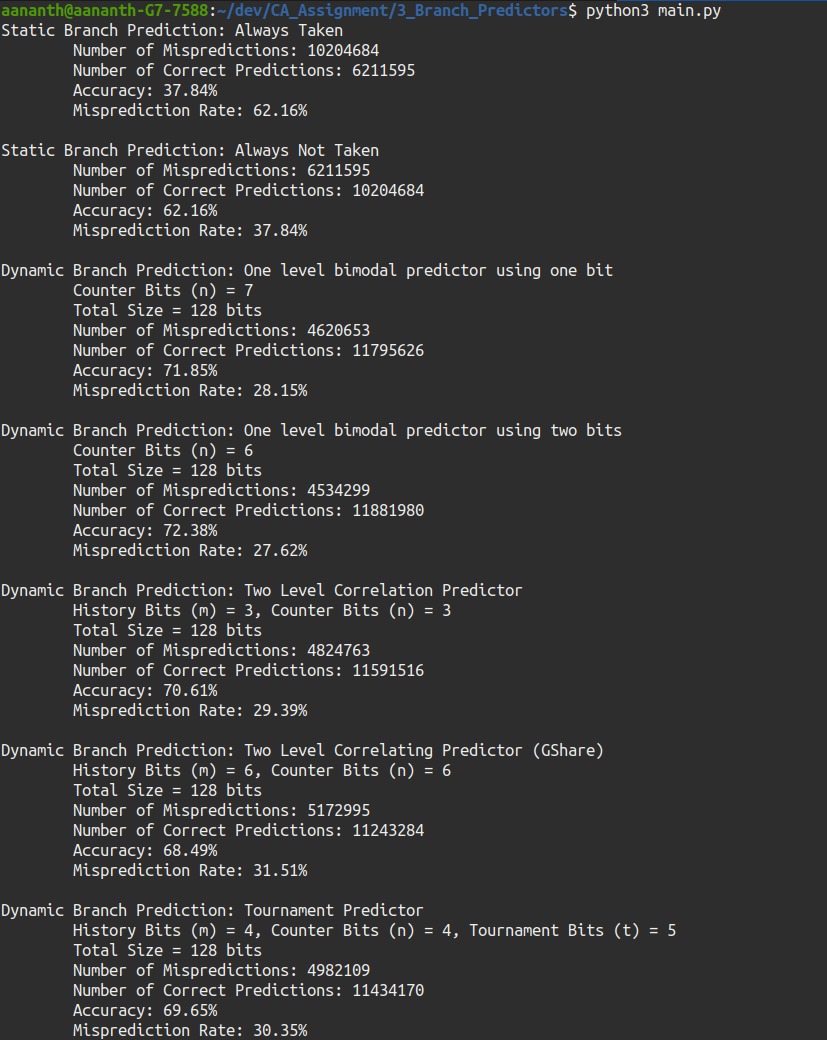 aananth@aananth-G7-7588:~/dev/CA_Assignment/3_Branch_Predictors$ python3 main.py
Static Branch Prediction: Always Taken
Number of Mispredictions: 10204684
Number of Correct Predictions: 6211595
Accuracy: 37.84%
Misprediction Rate: 62.16%
Static Branch Prediction: Always Not Taken
Number of Mispredictions: 6211595
Number of Correct Predictions: 10204684
Accuracy: 62.16%
Misprediction Rate: 37.84%
Dynamic Branch Prediction: One level bimodal predictor using one bit
Counter Bits (n) = 7
Total Size = 128 bits
Number of Mispredictions: 4620653
Number of Correct Predictions: 11795626
Accuracy: 71.85%
Misprediction Rate: 28.15%
Dynamic Branch Prediction: One level bimodal predictor using two bits
Counter Bits (n) = 6
Total Size = 128 bits
Number of Mispredictions: 4534299
Number of Correct Predictions: 11881980
Accuracy: 72.38%
Misprediction Rate: 27.62%
Dynamic Branch Prediction: Two Level Correlation Predictor
History Bits (m) = 3, Counter Bits (n) = 3
Total Size = 128 bits
Number of Mispredictions: 4824763
Number of Correct Predictions: 11591516
Accuracy: 70.61%
Misprediction Rate: 29.39%
Dynamic Branch Prediction: Two Level Correlating Predictor (GShare)
History Bits (m) = 6, Counter Bits (n) = 6
Total Size = 128 bits
Number of Mispredictions: 5172995
Number of Correct Predictions: 11243284
Accuracy: 68.49%
Misprediction Rate: 31.51%
Dynamic Branch Prediction: Tournament Predictor
History Bits (m) = 4, Counter Bits (n) = 4, Tournament Bits (t) = 5
Total Size = 128 bits
Number of Mispredictions: 4982109
Number of Correct Predictions: 11434170
Accuracy: 69.65%
Misprediction Rate: 30.35%